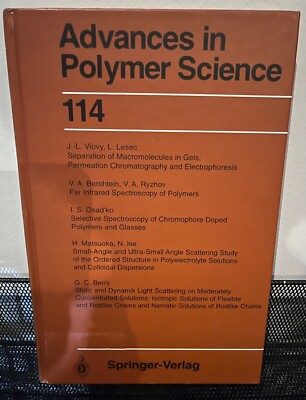 Advances in
Polymer Science
114
J.-L. Viovy, L. Lesec
Separation of Macromolecules in Gels:
Permeation Chromatography and Electrophoresis
V. A. Bershtein, V. A. Ryzhov
Far Infrared Spectroscopy of Polymers
I. S. Osad'ko
Selective Spectroscopy of Chromophore Doped
Polymers and Glasses
H. Matsuoka, N. Ise
Small-Angle and Ultra-Small Angle Scattering Study
of the Ordered Structure in Polyelectrolyte Solutions
and Colloidal Dispersions
G. C. Berry
Static and Dynamik Light Scattering on Moderately
Concentrated Solutions: Isotropic Solutions of Flexible
and Rodlike Chains and Nematic Solutions of Rodlike Chains
Springer-Verlag